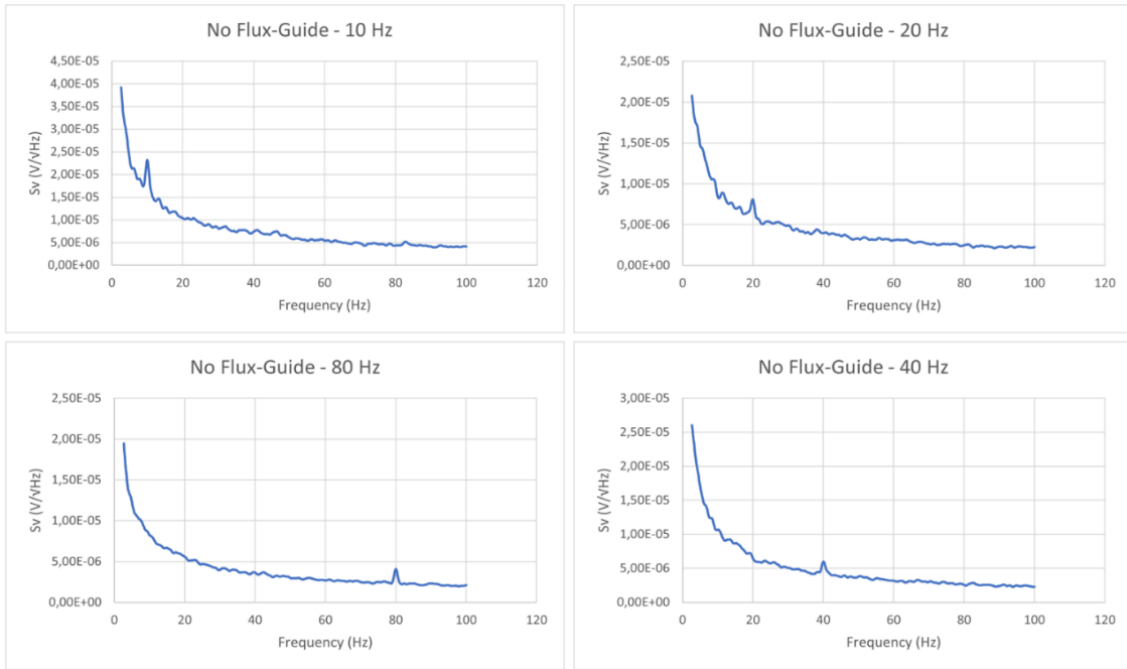 No Flux-Guide - 10 Hz
4,50E-05
4,00E-05
3,50E-05
3,00E-05
2,50E-05
2,00E-05
1,50E-05
1,00E-05
5,00E-06
0,00E+00
Sv (V/√Hz)
0 20 40 60 80 100 120
Frequency (Hz)
No Flux-Guide - 20 Hz
2,50E-05
2,00E-05
1,50E-05
1,00E-05
5,00E-06
0,00E+00
Sv (V/√Hz)
0 20 40 60 80 100 120
Frequency (Hz)
No Flux-Guide - 80 Hz
2,50E-05
2,00E-05
1,50E-05
1,00E-05
5,00E-06
0,00E+00
Sv (V/√Hz)
0 20 40 60 80 100 120
Frequency (Hz)
No Flux-Guide - 40 Hz
3,00E-05
2,50E-05
2,00E-05
1,50E-05
1,00E-05
5,00E-06
0,00E+00
Sv (V/√Hz)
0 20 40 60 80 100 120
Frequency (Hz)